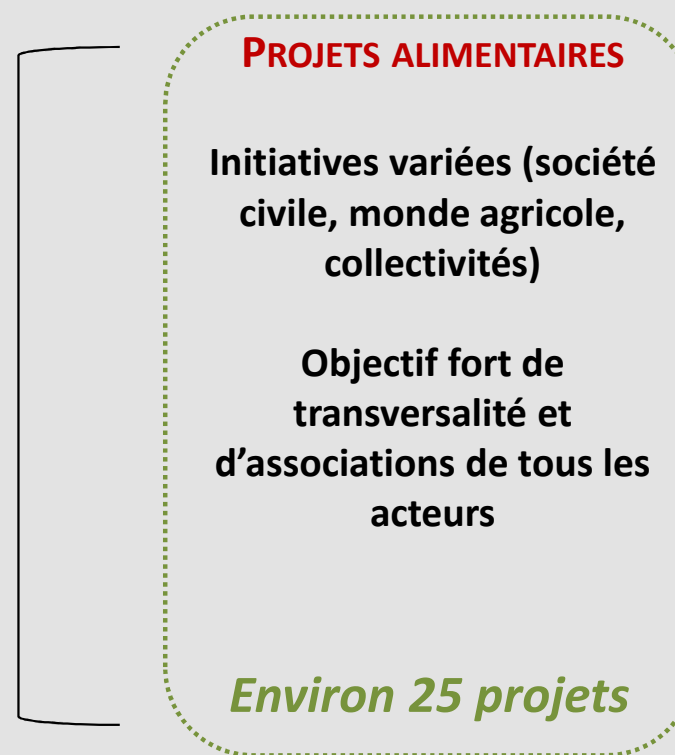 PROJETS ALIMENTAIRES
Initiatives variées (société
civile, monde agricole,
collectivités)
Objectif fort de
transversalité et
d’associations de tous les
acteurs
Environ 25 projets